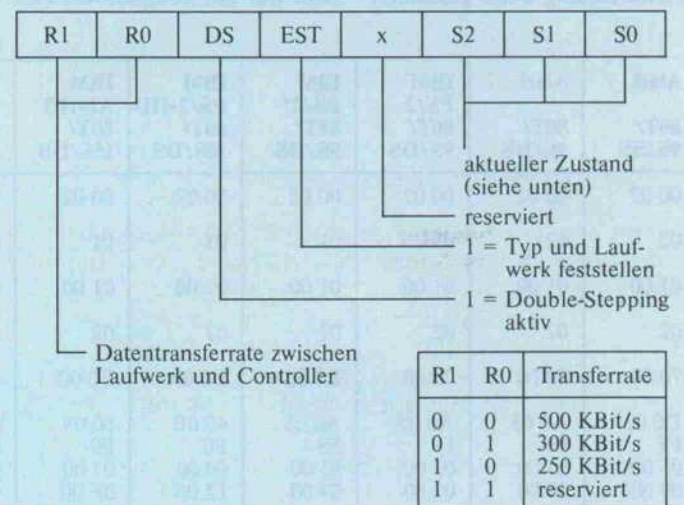 R1 R0 DS EST x S2 S1 S0
aktueller Zustand
(siehe unten)
reserviert
1 = Typ und Lauf-
werk feststellen
1 = Double-Stepping
aktiv
Datentransferrate zwischen
Laufwerk und Controller
R1 R0 Transferrate
0 0 500 KBit/s
0 1 300 KBit/s
1 0 250 KBit/s
1 1 reserviert